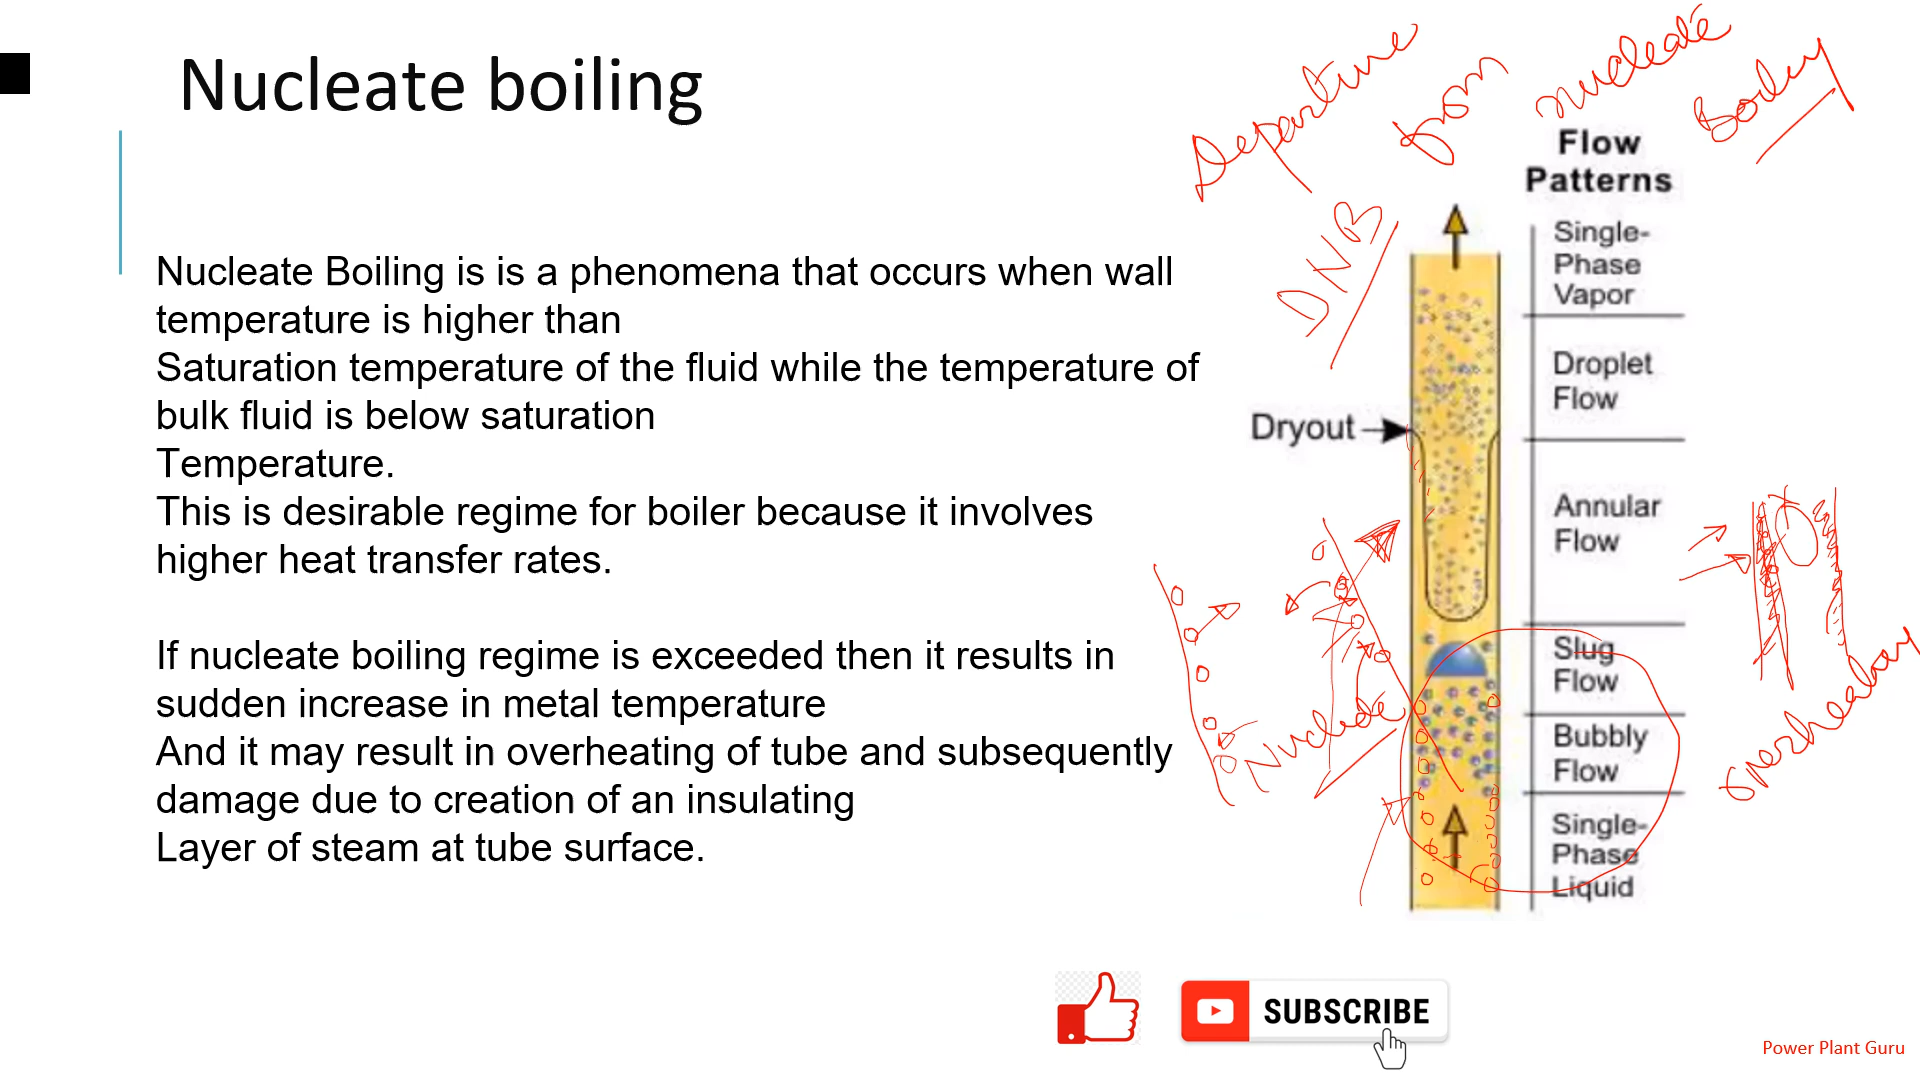 Nucleate boiling
Departure from nucleate Boiling
DNB
Nucleate Boiling is is a phenomena that occurs when wall
temperature is higher than
Saturation temperature of the fluid while the temperature of
bulk fluid is below saturation
Temperature.
This is desirable regime for boiler because it involves
higher heat transfer rates.
If nucleate boiling regime is exceeded then it results in
sudden increase in metal temperature
And it may result in overheating of tube and subsequently
damage due to creation of an insulating
Layer of steam at tube surface.
Flow
Patterns
Single-
Phase
Vapor
Droplet
Flow
Dryout
Annular
Flow
Slug
Flow
Bubbly
Flow
Single-
Phase
Liquid
Nucleate
Overheating
SUBSCRIBE
Power Plant Guru